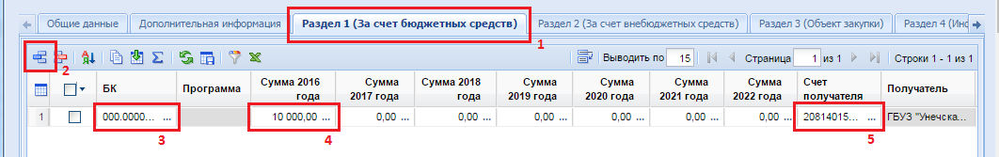 Общие данные Дополнительная информация Раздел 1 (За счет бюджетных средств) Раздел 2 (За счет внебюджетных средств) Раздел 3 (Объект закупки) Раздел 4 (Инс
1
2
Выводить по 15 Страница 1 из 1 Строки 1 - 1 из 1
БК Программа Сумма 2016 года Сумма 2017 года Сумма 2018 года Сумма 2019 года Сумма 2020 года Сумма 2021 года Сумма 2022 года Счет получателя Получатель
1 000.0000... ... 10 000,00 ... 0,00 ... 0,00 ... 0,00 ... 0,00 ... 0,00 ... 0,00 ... 20814015... ... ГБУЗ "Унечска...
3 4 5